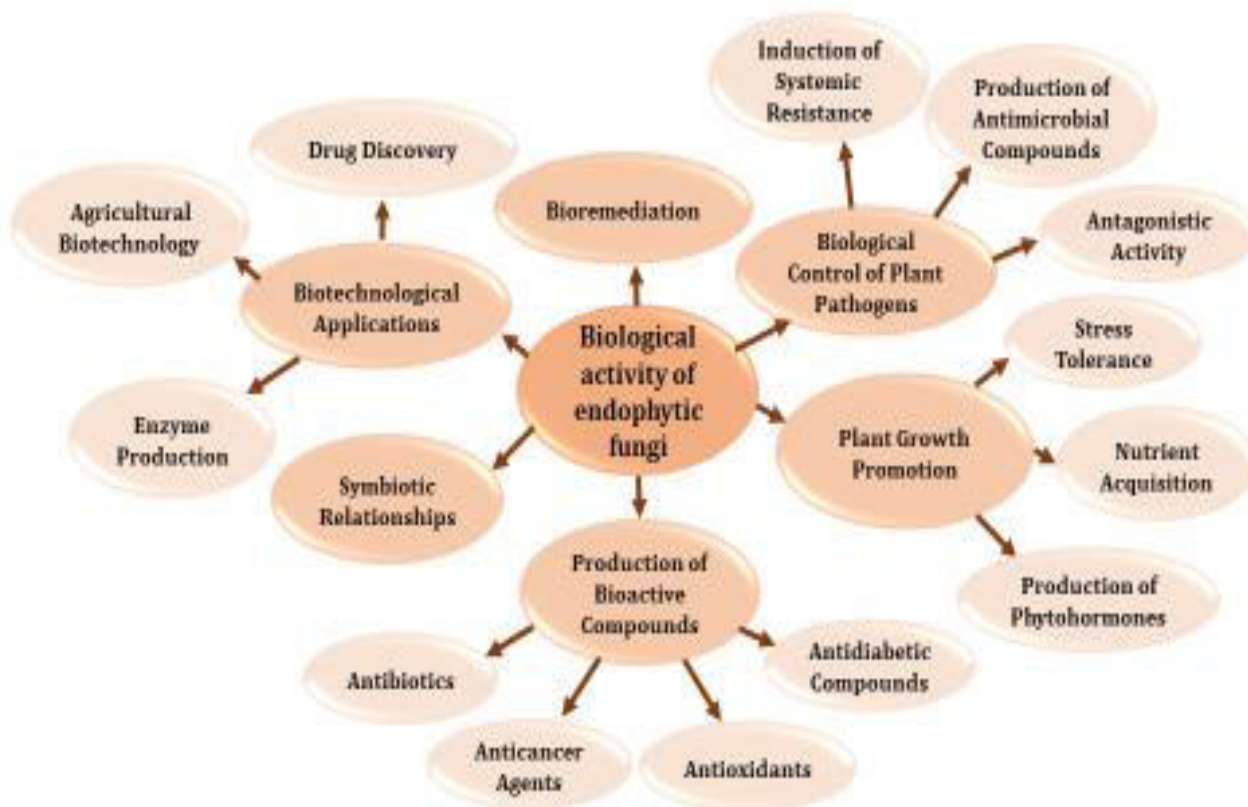 Induction of
Systemic
Resistance
Production of
Antimicrobial
Compounds
Drug Discovery
Agricultural
Biotechnology
Bioremediation
Biological
Control of Plant
Pathogens
Antagonistic
Activity
Biotechnological
Applications
Biological
activity of
endophytic
fungi
Stress
Tolerance
Enzyme
Production
Plant Growth
Promotion
Nutrient
Acquisition
Symbiotic
Relationships
Production of
Bioactive
Compounds
Production of
Phytohormones
Antibiotics
Antidiabetic
Compounds
Anticancer
Agents
Antioxidants